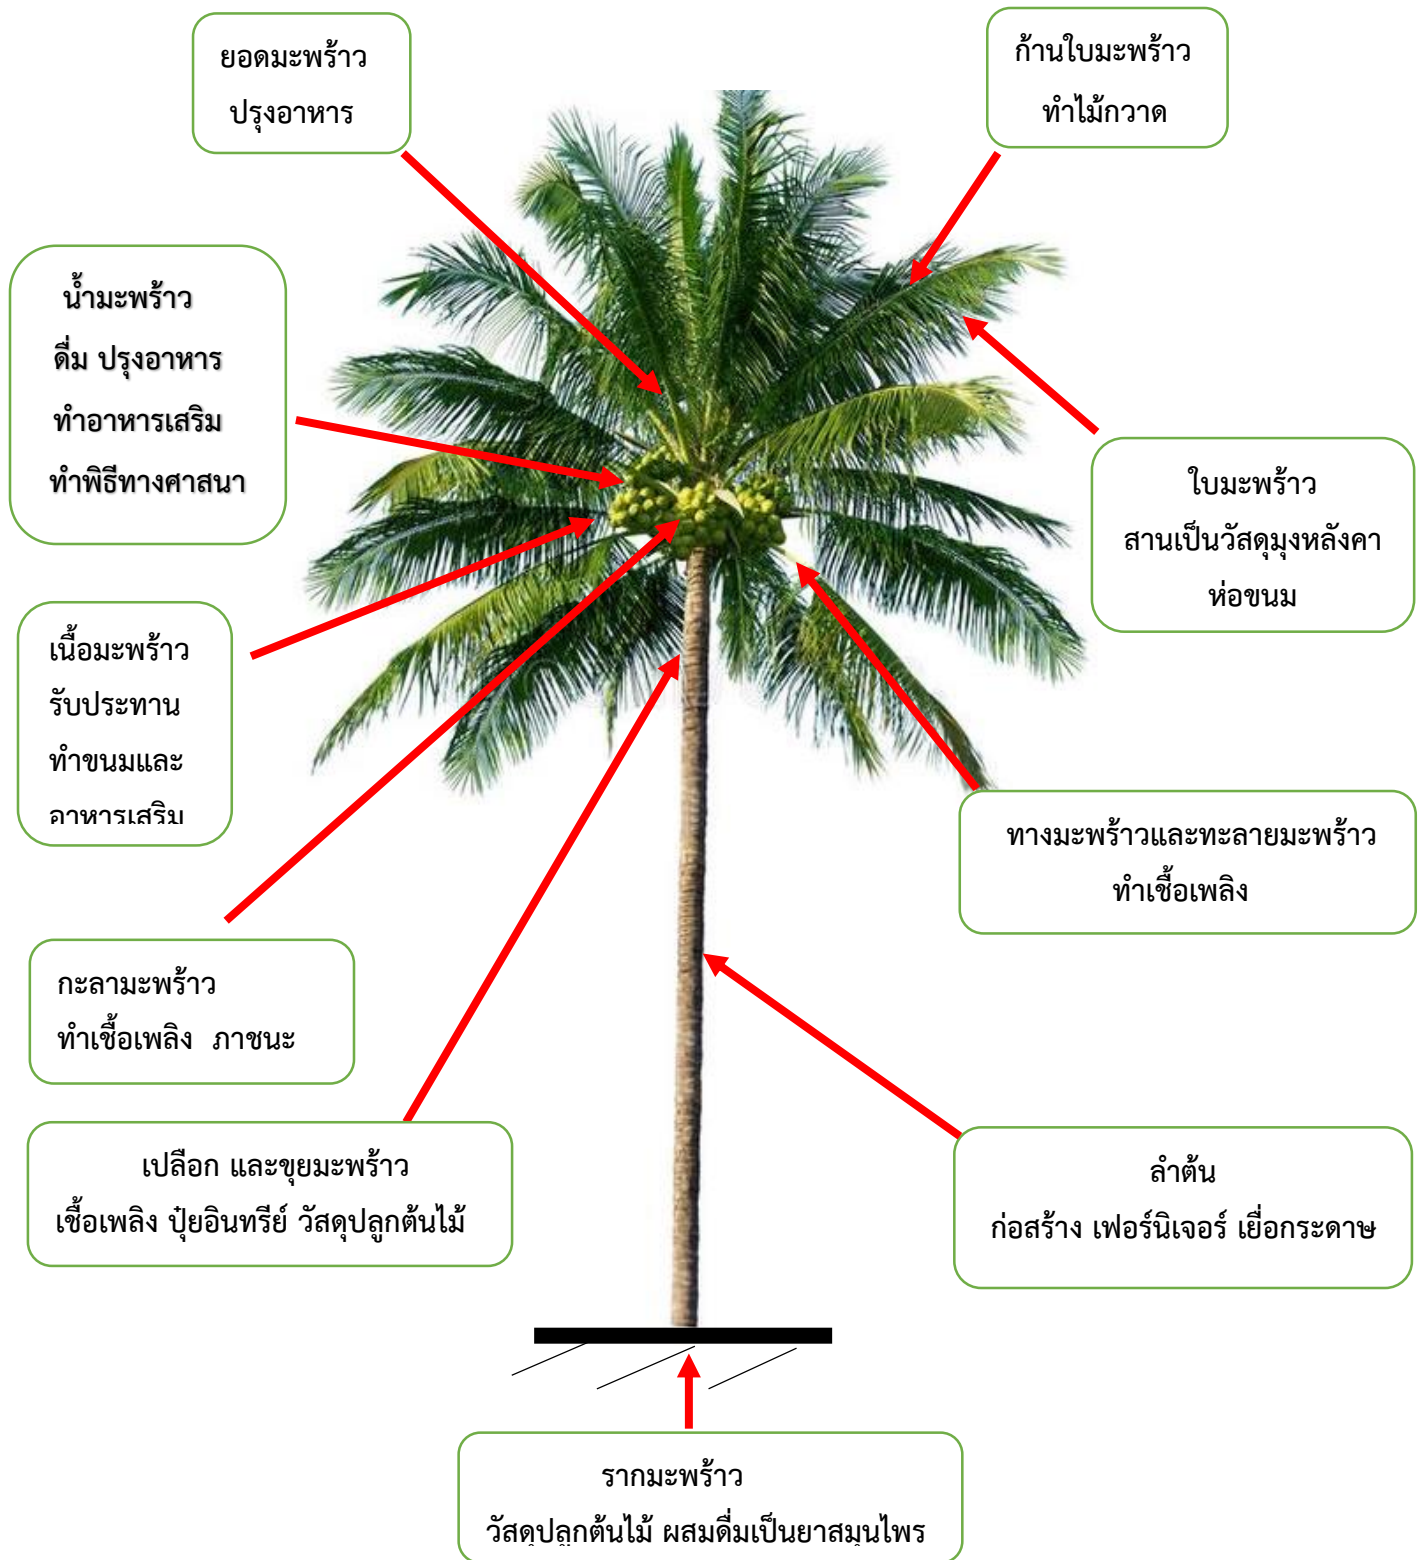 ยอดมะพร้าว
ปรุงอาหาร
ก้านใบมะพร้าว
ทำไม้กวาด
น้ำมะพร้าว
ดื่ม ปรุงอาหาร
ทำอาหารเสริม
ทำพิธีทางศาสนา
ใบมะพร้าว
สานเป็นวัสดุมุงหลังคา
ห่อขนม
เนื้อมะพร้าว
รับประทาน
ทำขนมและ
อาหารเสริม
ทางมะพร้าวและทะลายมะพร้าว
ทำเชื้อเพลิง
กะลามะพร้าว
ทำเชื้อเพลิง ภาชนะ
เปลือก และขุยมะพร้าว
เชื้อเพลิง ปุ๋ยอินทรีย์ วัสดุปลูกต้นไม้
ลำต้น
ก่อสร้าง เฟอร์นิเจอร์ เยื่อกระดาษ
รากมะพร้าว
วัสดุปลูกต้นไม้ ผสมดื่มเป็นยาสมุนไพร